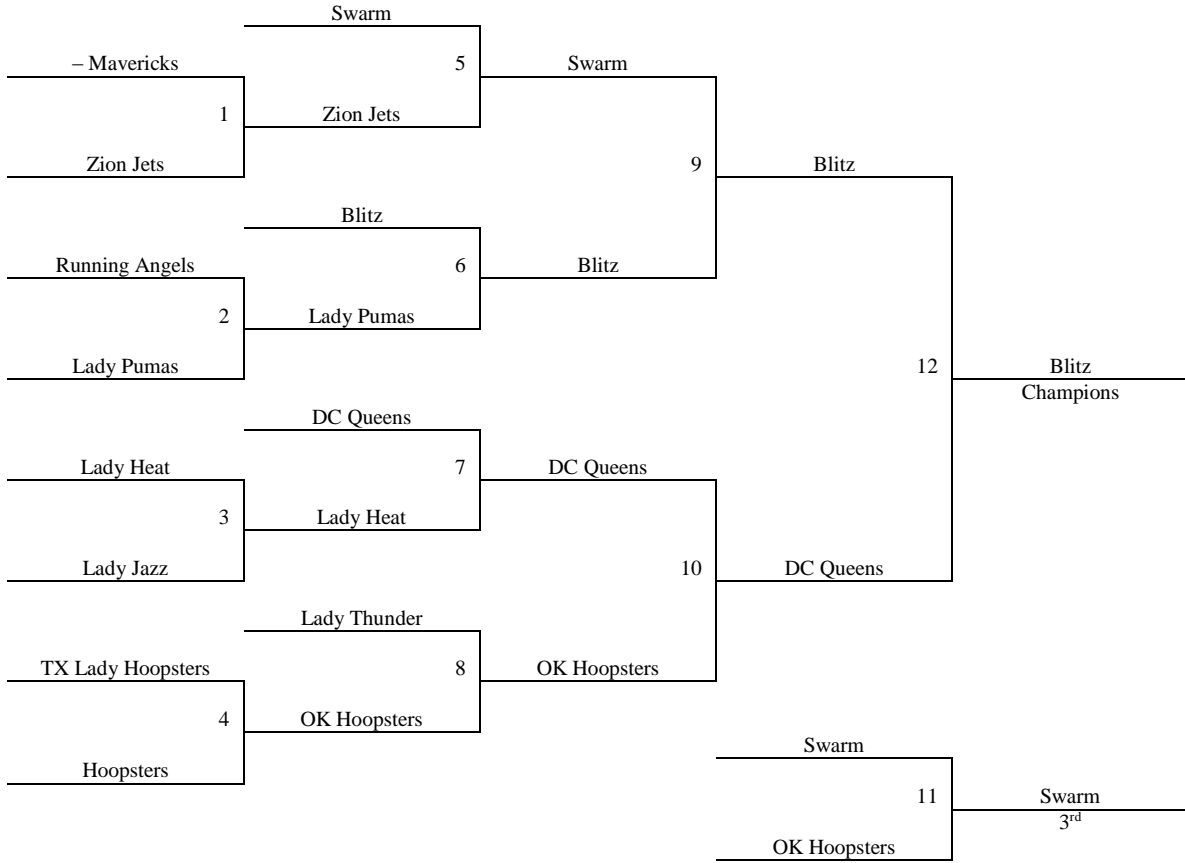 Swarm
– Mavericks
5
Swarm
1
Zion Jets
Zion Jets
9
Blitz
Blitz
Running Angels
6
Blitz
2
Lady Pumas
Lady Pumas
12
Blitz
Champions
DC Queens
Lady Heat
7
DC Queens
3
Lady Heat
Lady Jazz
10
DC Queens
Lady Thunder
TX Lady Hoopsters
8
OK Hoopsters
4
OK Hoopsters
Hoopsters
Swarm
11
Swarm
3rd
OK Hoopsters